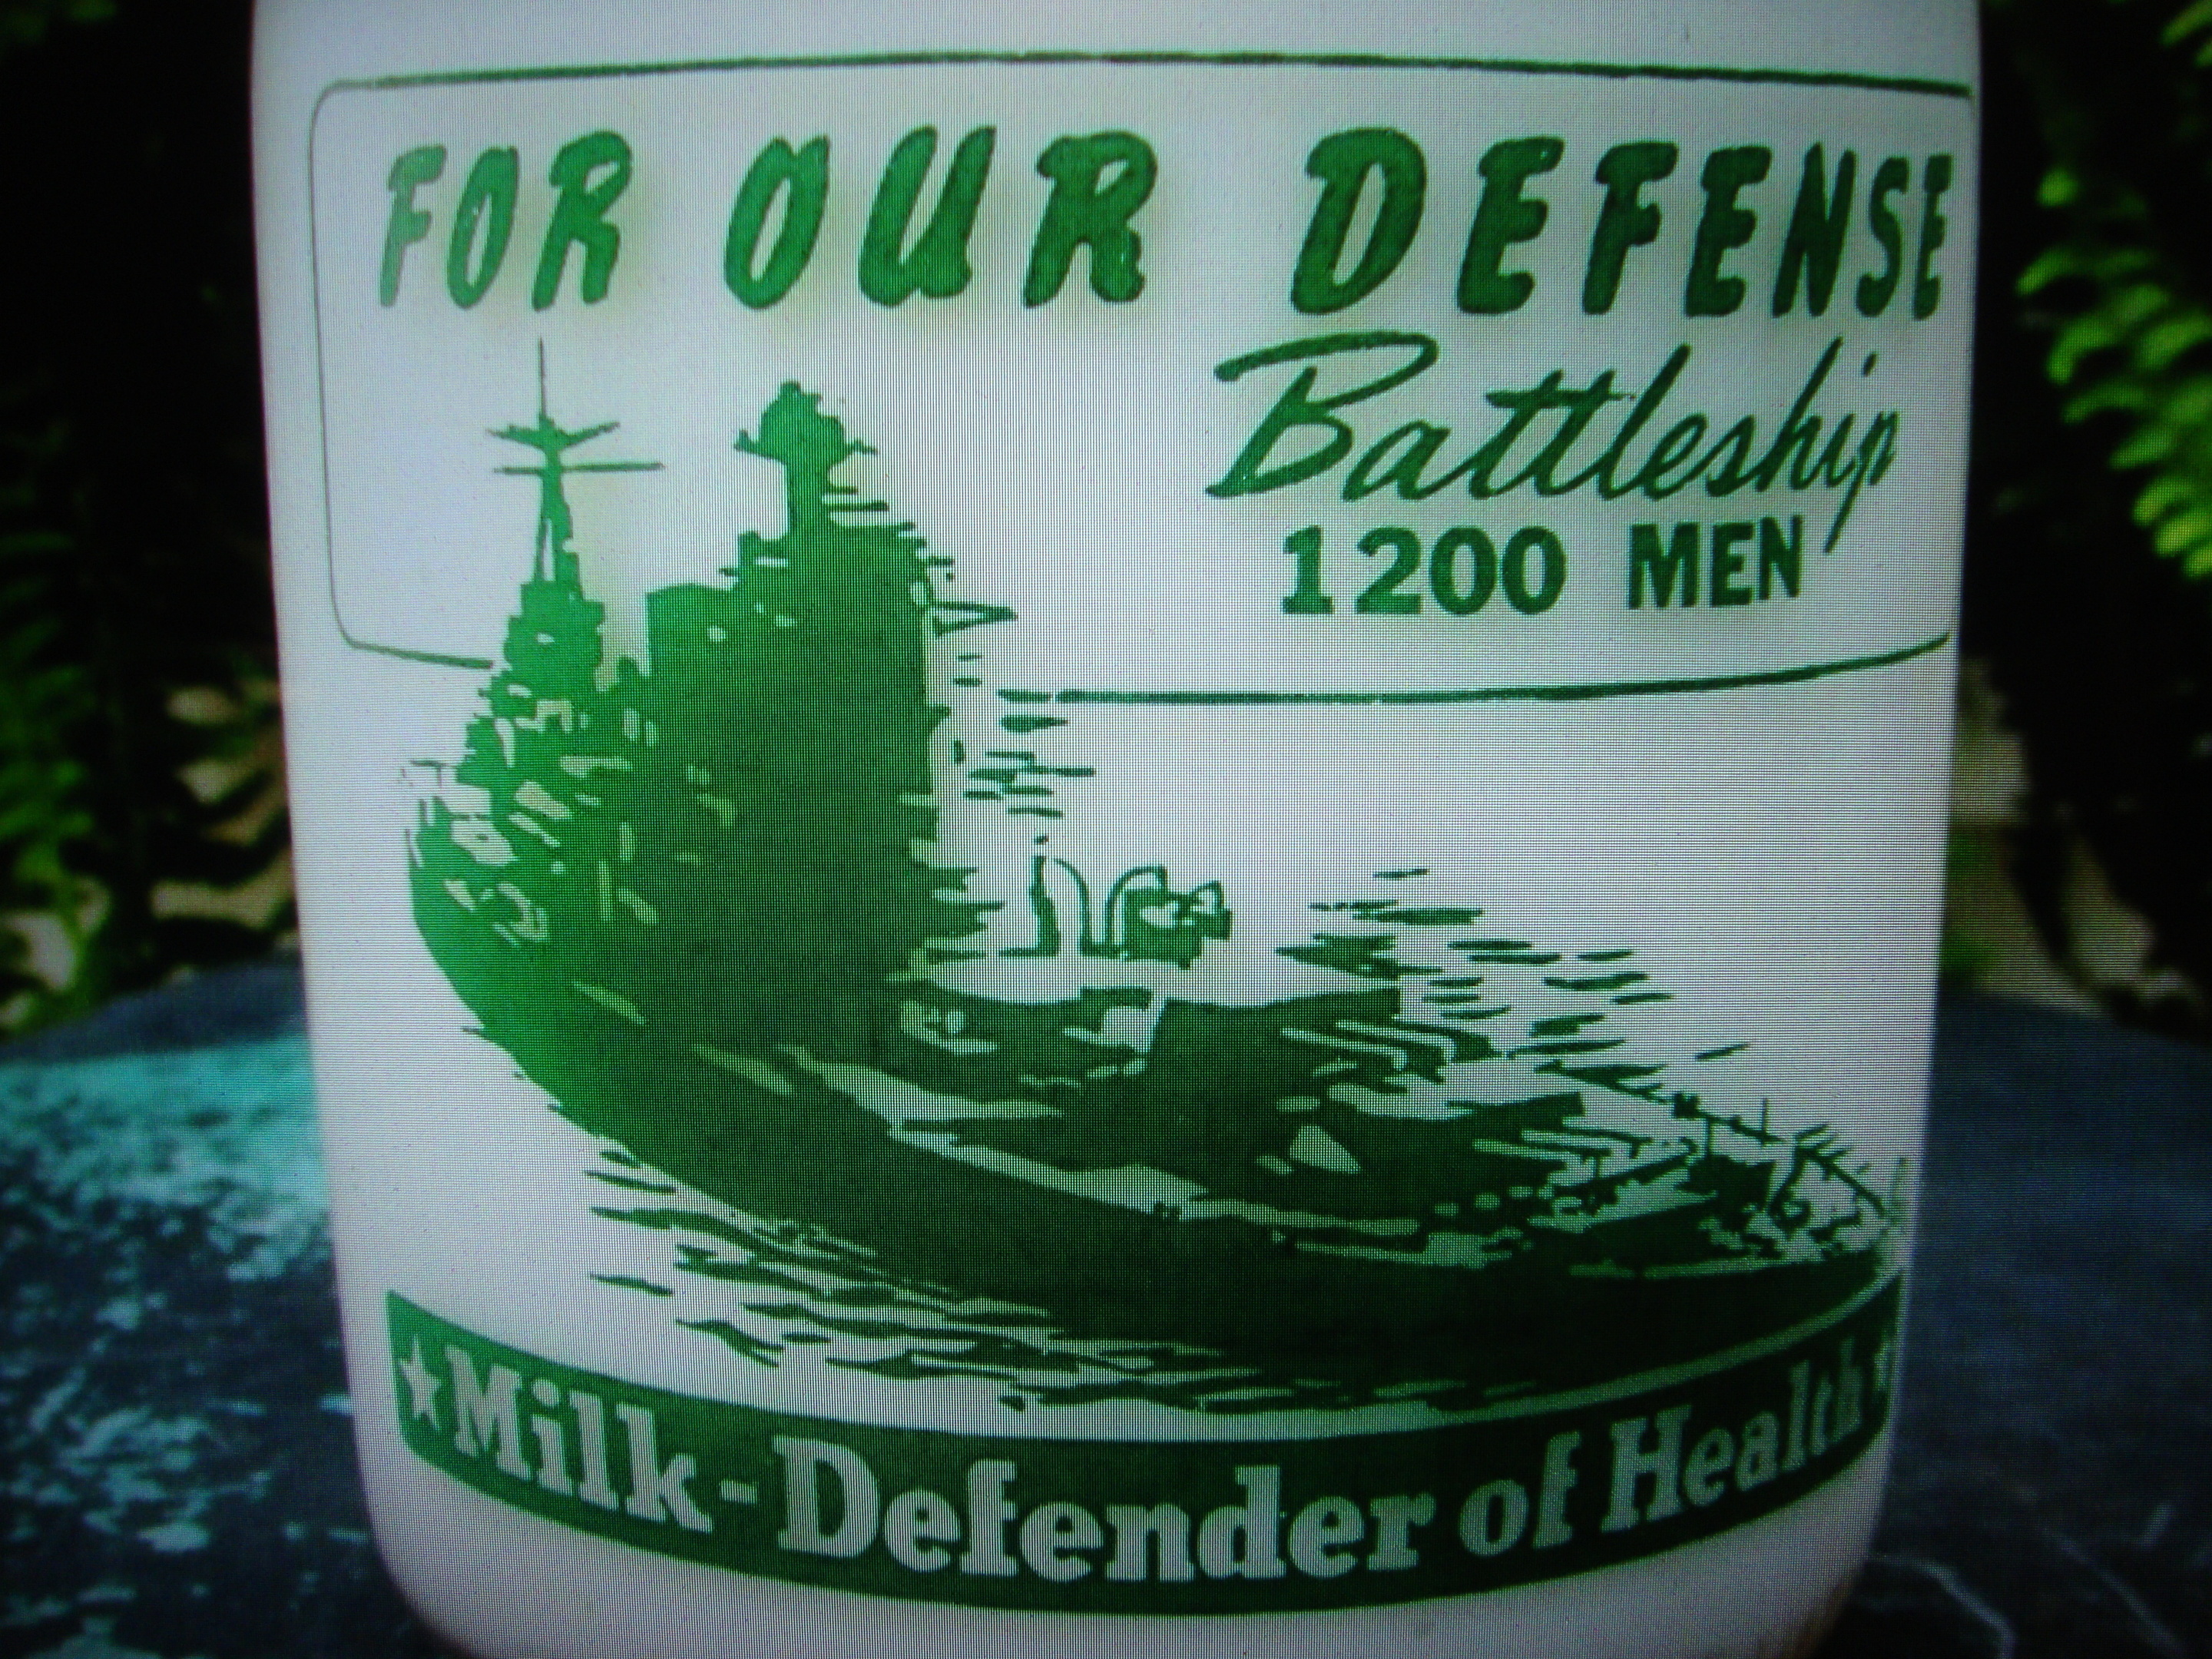 FOR OUR DEFENSE
Battleship
1200 MEN
Milk-Defender of Health